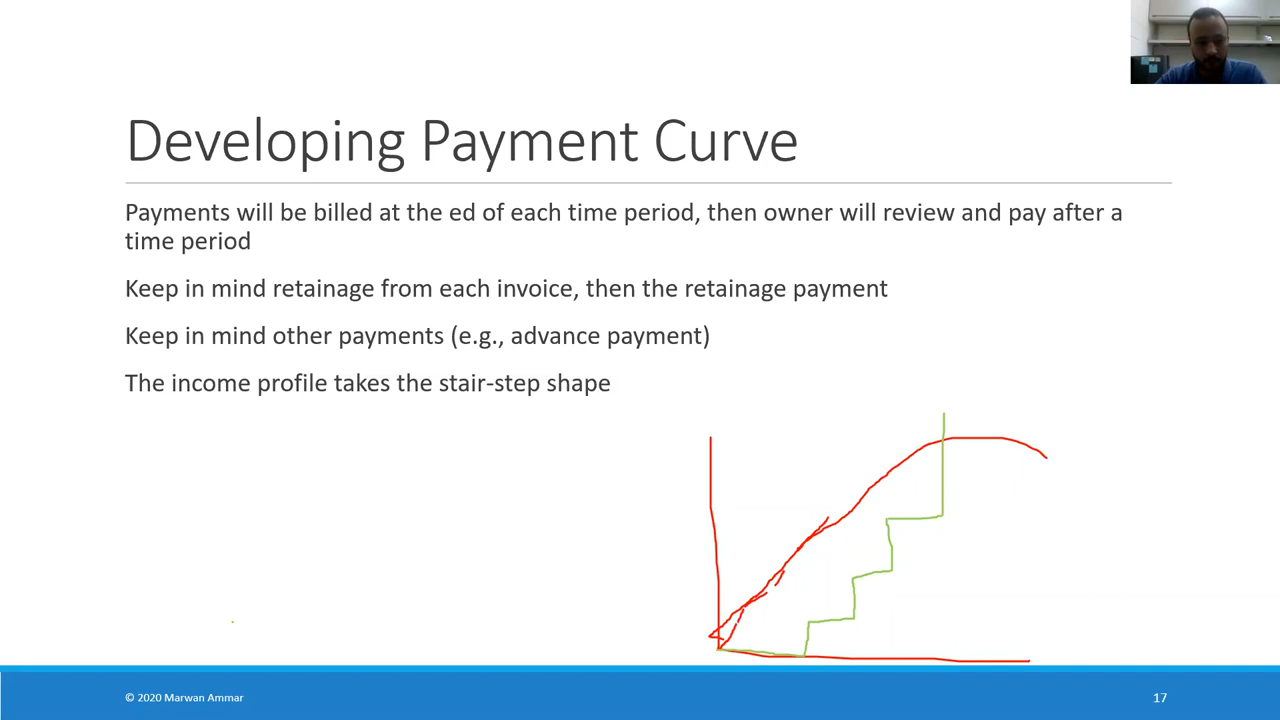 Developing Payment Curve
Payments will be billed at the ed of each time period, then owner will review and pay after a
time period
Keep in mind retainage from each invoice, then the retainage payment
Keep in mind other payments (e.g., advance payment)
The income profile takes the stair-step shape
© 2020 Marwan Ammar
17